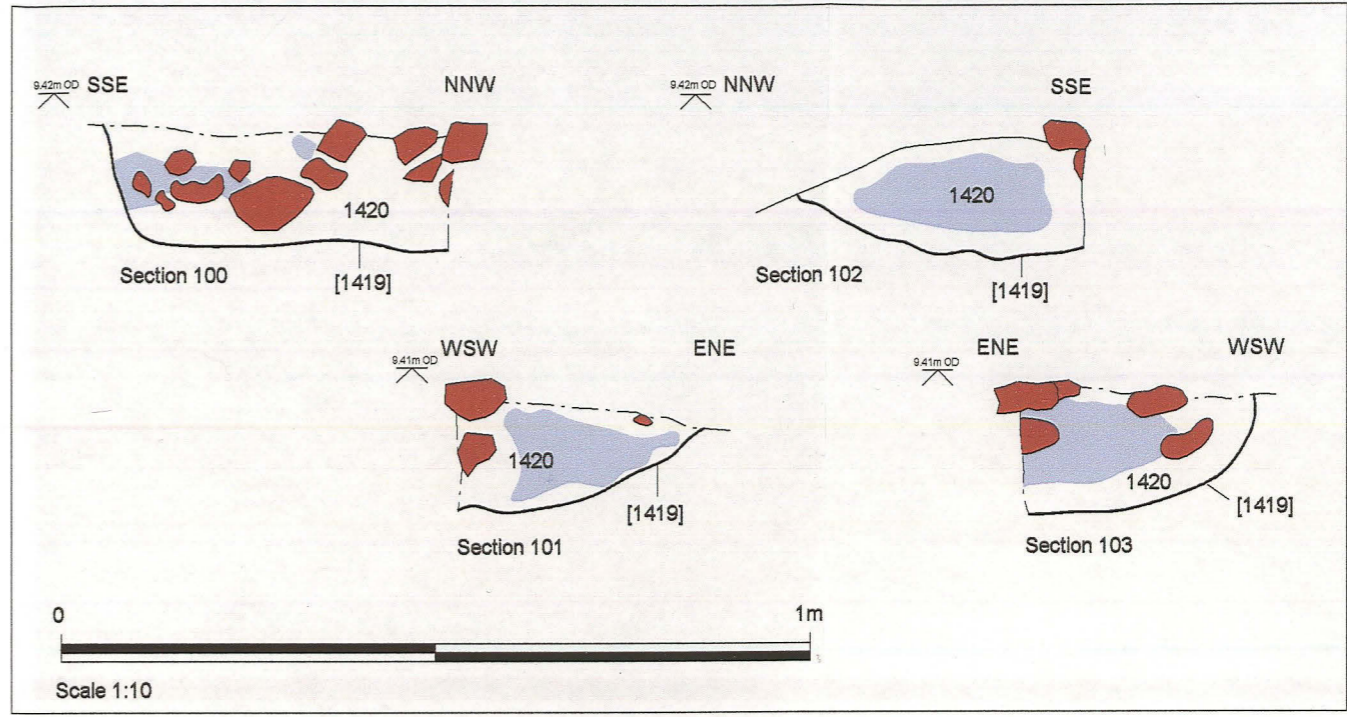 9.42m OD SSE NNW
1420
Section 100
[1419]
9.42m OD NNW SSE
1420
Section 102
[1419]
9.41m OD WSW ENE
1420
[1419]
Section 101
9.41m OD ENE WSW
1420
[1419]
Section 103
0 1m
Scale 1:10